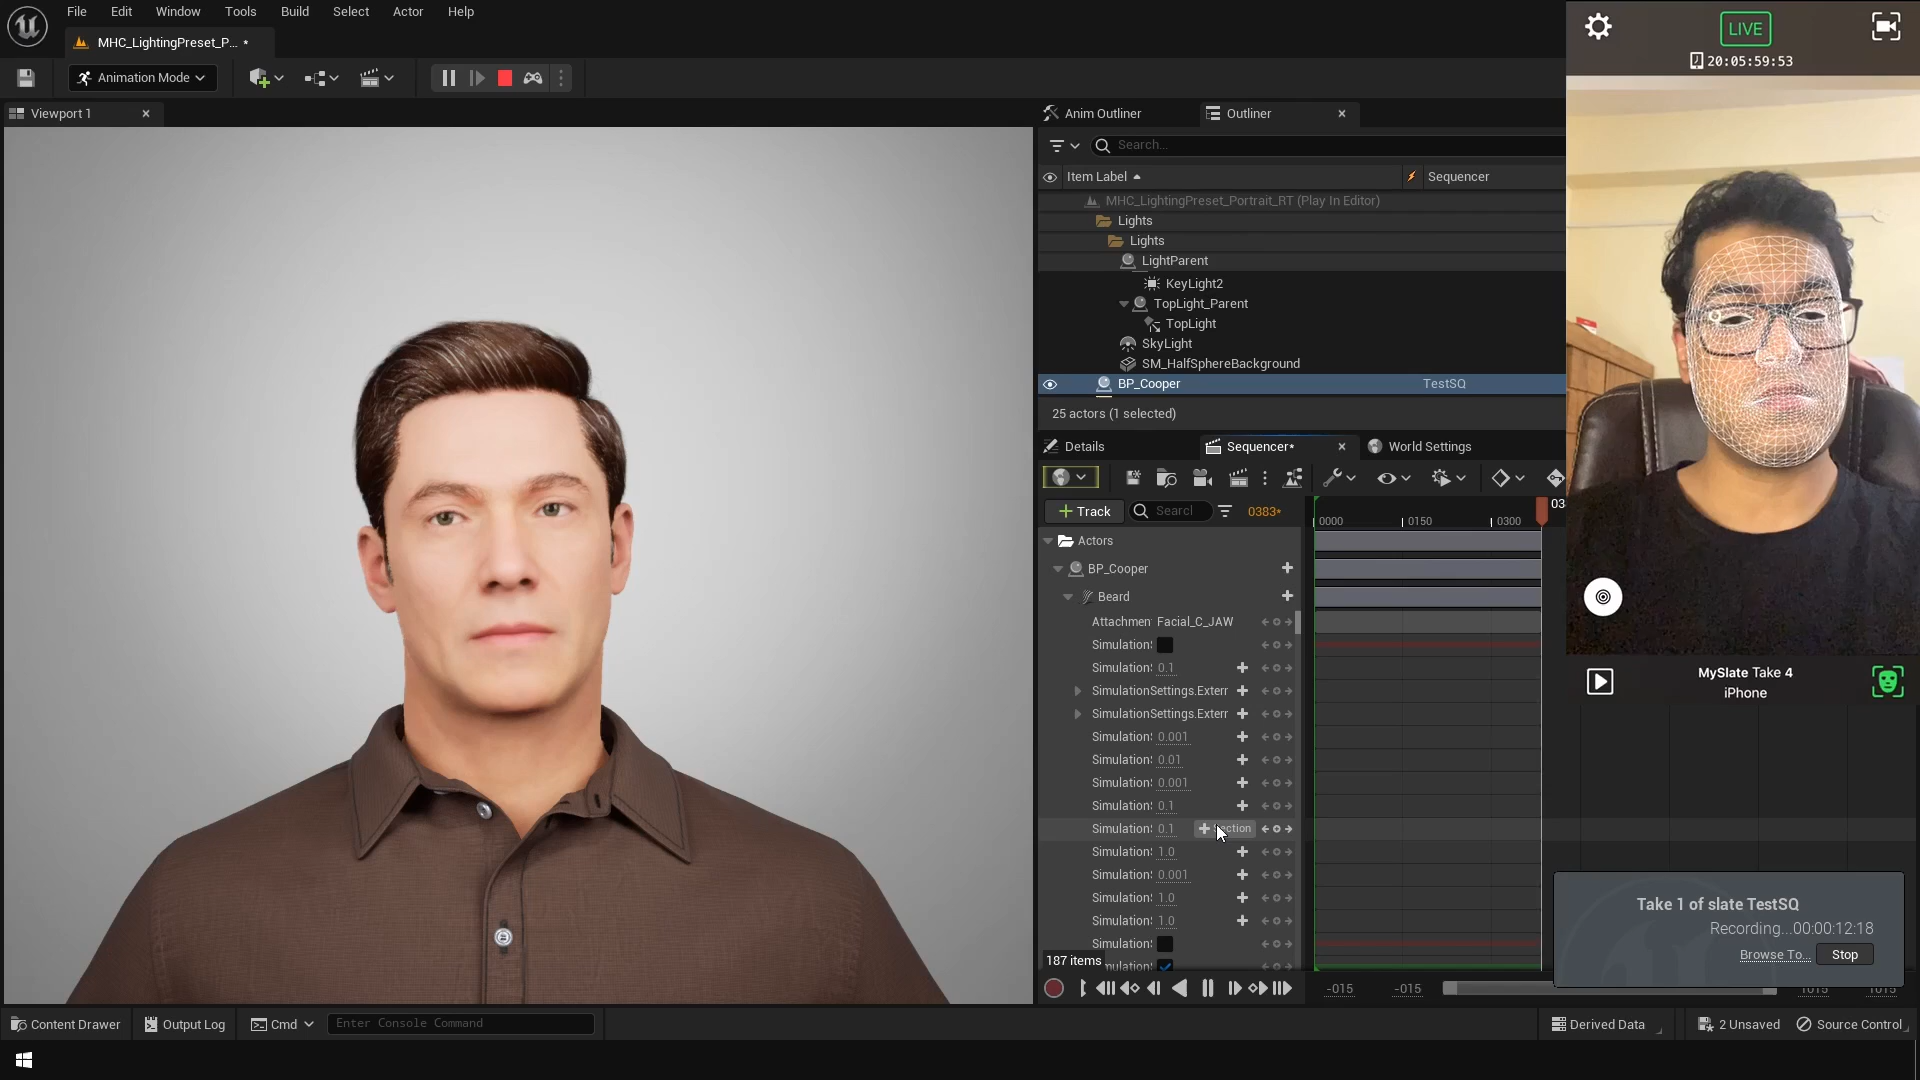 File Edit Window Tools Build Select Actor Help
MHC_LightingPreset_P... *
Animation Mode
Viewport 1
Anim Outliner
Outliner
Search...
Item Label
Sequencer
MHC_LightingPreset_Portrait_RT (Play In Editor)
Lights
Lights
LightParent
KeyLight2
TopLight_Parent
TopLight
SkyLight
SM_HalfSphereBackground
BP_Cooper TestSQ
25 actors (1 selected)
Details
Sequencer*
World Settings
Track
0383*
0000 0150 0300
Actors
BP_Cooper
Beard
Attachmen Facial_C_JAW
Simulation
Simulation 0.1
SimulationSettings.Exterr
SimulationSettings.Exterr
Simulation 0.001
Simulation 0.01
Simulation 0.001
Simulation 0.1
Simulation 0.1
Simulation 1.0
Simulation 0.001
Simulation 1.0
Simulation 1.0
Simulation
187 items
-015 -015
LIVE
20:05:59:53
MySlate Take 4
iPhone
Take 1 of slate TestSQ
Recording...00:00:12:18
Browse To... Stop
Content Drawer
Output Log
Cmd
Enter Console Command
Derived Data
2 Unsaved
Source Control